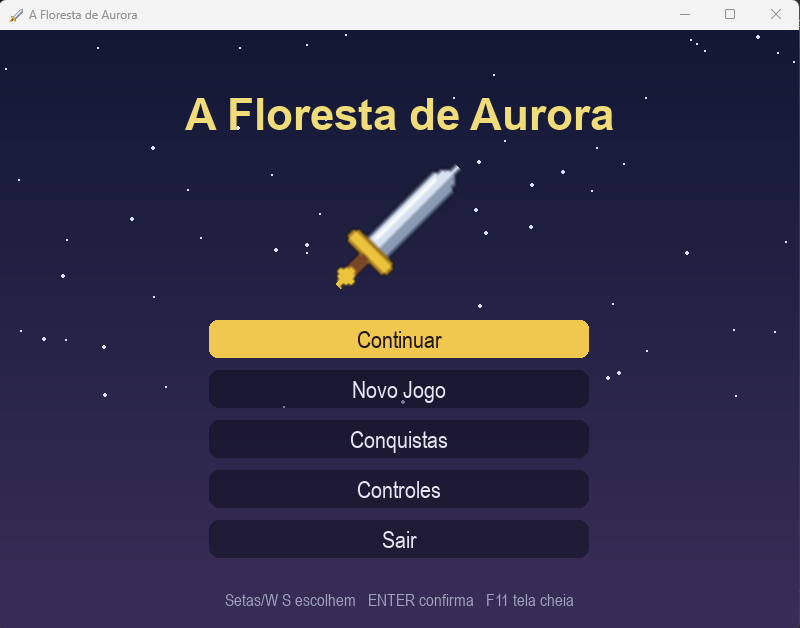 A Floresta de Aurora
A Floresta de Aurora
Continuar
Novo Jogo
Conquistas
Controles
Sair
Setas/W S escolhem   ENTER confirma   F11 tela cheia